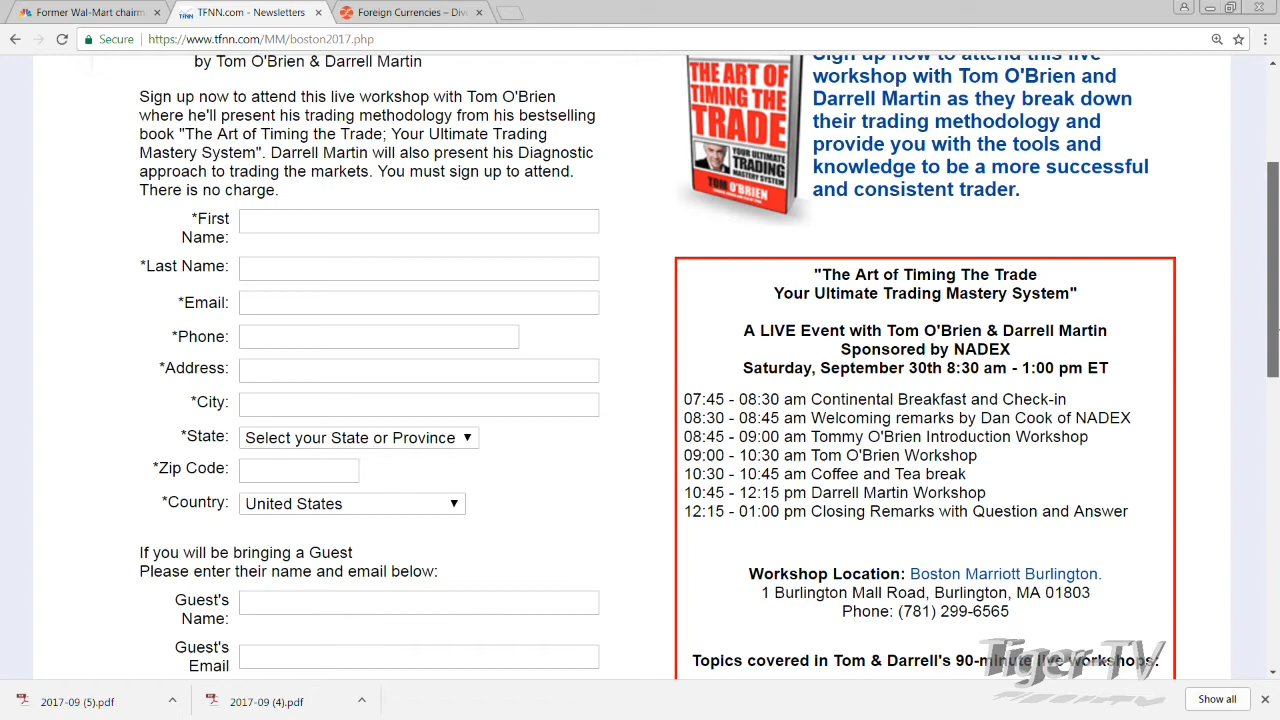 Former Wal-Mart chairm
TFNN.com - Newsletters
Foreign Currencies – Div
Secure
https://www.tfnn.com/MM/boston2017.php
by Tom O'Brien & Darrell Martin
Sign up now to attend this live workshop with Tom O'Brien
where he'll present his trading methodology from his bestselling
book "The Art of Timing the Trade; Your Ultimate Trading
Mastery System". Darrell Martin will also present his Diagnostic
approach to trading the markets. You must sign up to attend.
There is no charge.
*First
Name:
*Last Name:
*Email:
*Phone:
*Address:
*City:
*State: Select your State or Province
*Zip Code:
*Country: United States
If you will be bringing a Guest
Please enter their name and email below:
Guest's
Name:
Guest's
Email
THE ART OF
TIMING THE
TRADE
YOUR ULTIMATE
TRADING
MASTERY SYSTEM
TOM O'BRIEN
Sign up now to attend this live
workshop with Tom O'Brien and
Darrell Martin as they break down
their trading methodology and
provide you with the tools and
knowledge to be a more successful
and consistent trader.
"The Art of Timing The Trade
Your Ultimate Trading Mastery System"
A LIVE Event with Tom O'Brien & Darrell Martin
Sponsored by NADEX
Saturday, September 30th 8:30 am - 1:00 pm ET
07:45 - 08:30 am Continental Breakfast and Check-in
08:30 - 08:45 am Welcoming remarks by Dan Cook of NADEX
08:45 - 09:00 am Tommy O'Brien Introduction Workshop
09:00 - 10:30 am Tom O'Brien Workshop
10:30 - 10:45 am Coffee and Tea break
10:45 - 12:15 pm Darrell Martin Workshop
12:15 - 01:00 pm Closing Remarks with Question and Answer
Workshop Location: Boston Marriott Burlington.
1 Burlington Mall Road, Burlington, MA 01803
Phone: (781) 299-6565
Topics covered in Tom & Darrell's 90-minute live workshops:
Tiger TV
2017-09 (5).pdf
2017-09 (4).pdf
Show all